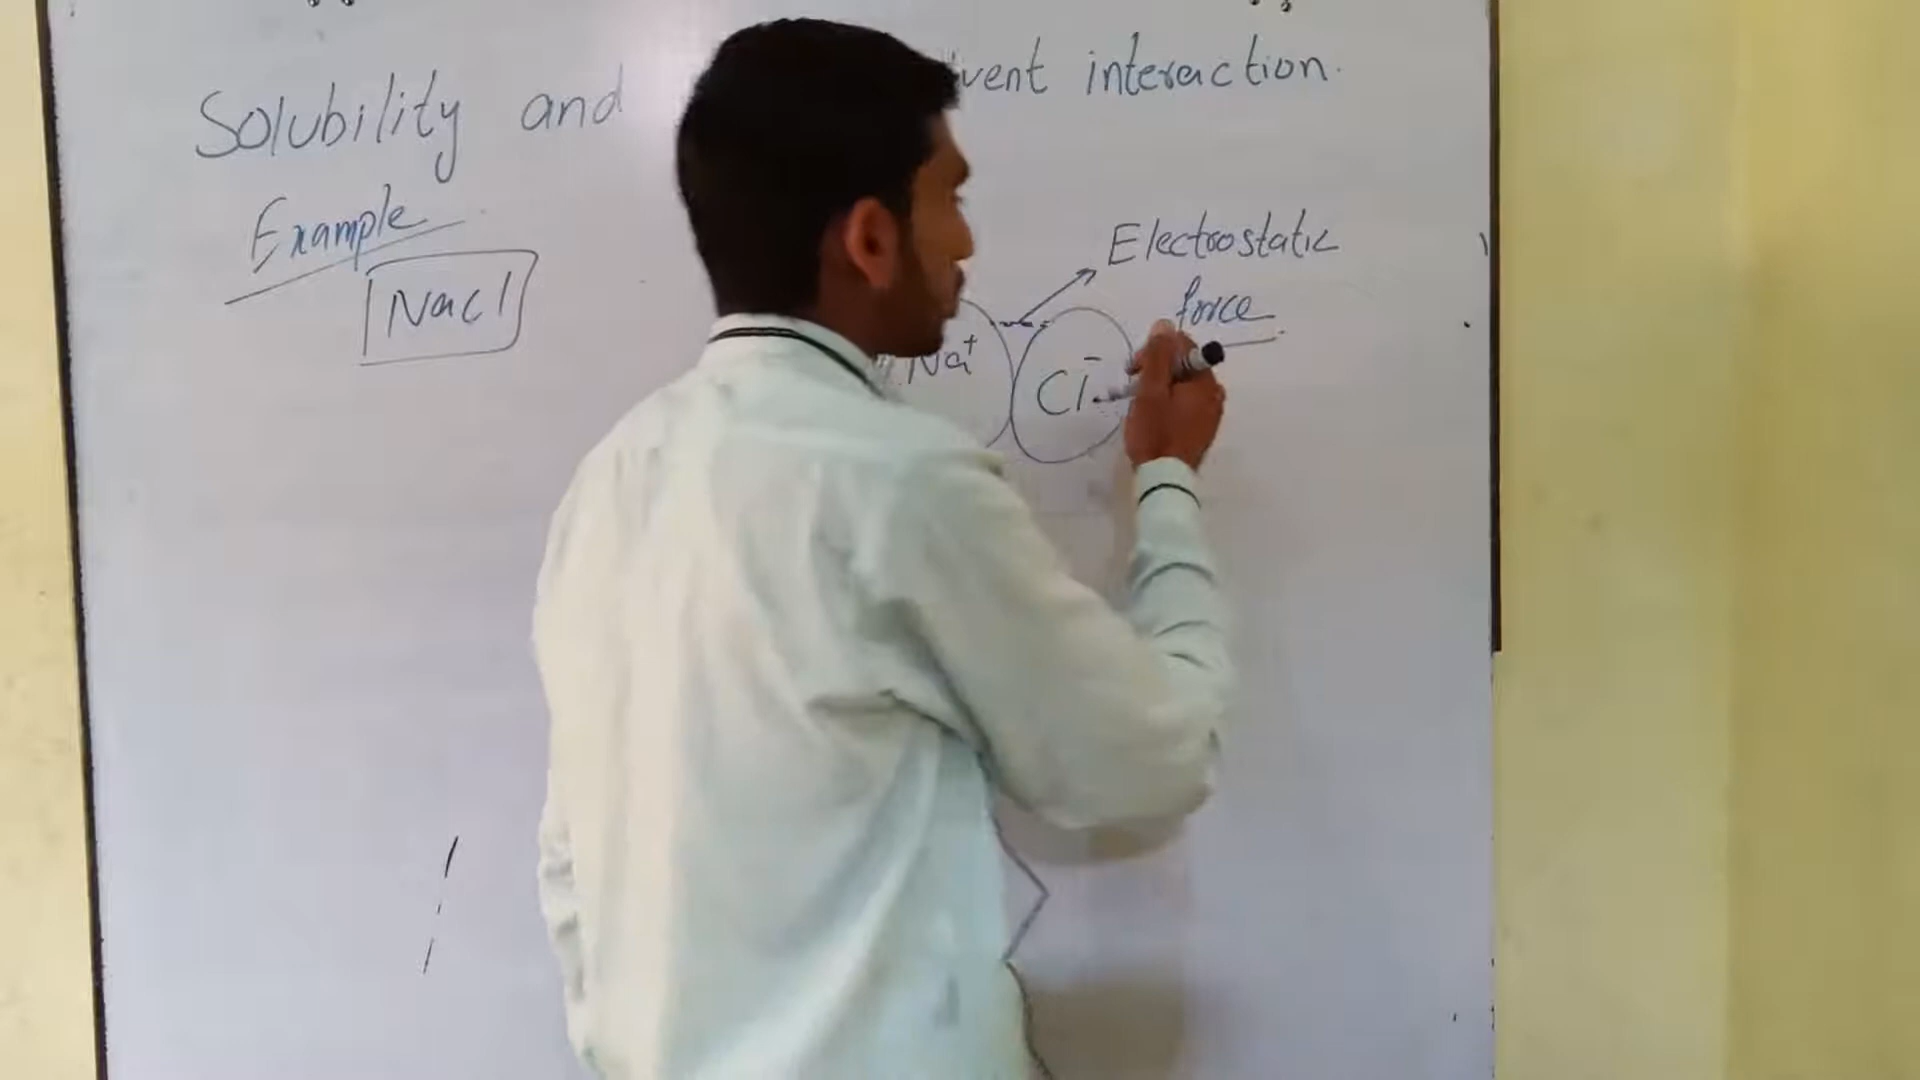 Solubility and vent interaction.
Example
NaCl
Electrostatic
force
Na+
Cl-